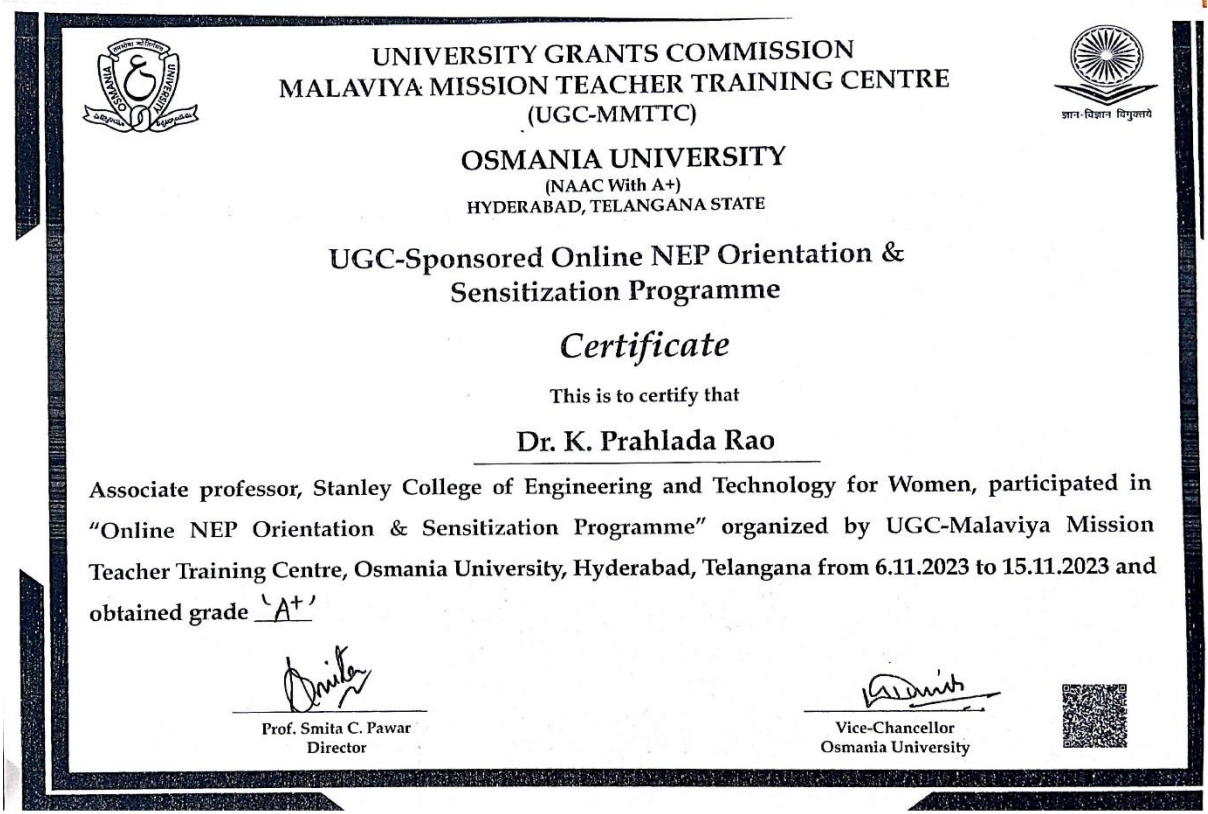 UNIVERSITY GRANTS COMMISSION
MALAVIYA MISSION TEACHER TRAINING CENTRE
(UGC-MMTTC)
OSMANIA UNIVERSITY
ज्ञान-विज्ञान विमुक्तये
OSMANIA UNIVERSITY
(NAAC With A+)
HYDERABAD, TELANGANA STATE
UGC-Sponsored Online NEP Orientation &
Sensitization Programme
Certificate
This is to certify that
Dr. K. Prahlada Rao
Associate professor, Stanley College of Engineering and Technology for Women, participated in
“Online NEP Orientation & Sensitization Programme” organized by UGC-Malaviya Mission
Teacher Training Centre, Osmania University, Hyderabad, Telangana from 6.11.2023 to 15.11.2023 and
obtained grade 'A+'
Prof. Smita C. Pawar
Director
Vice-Chancellor
Osmania University